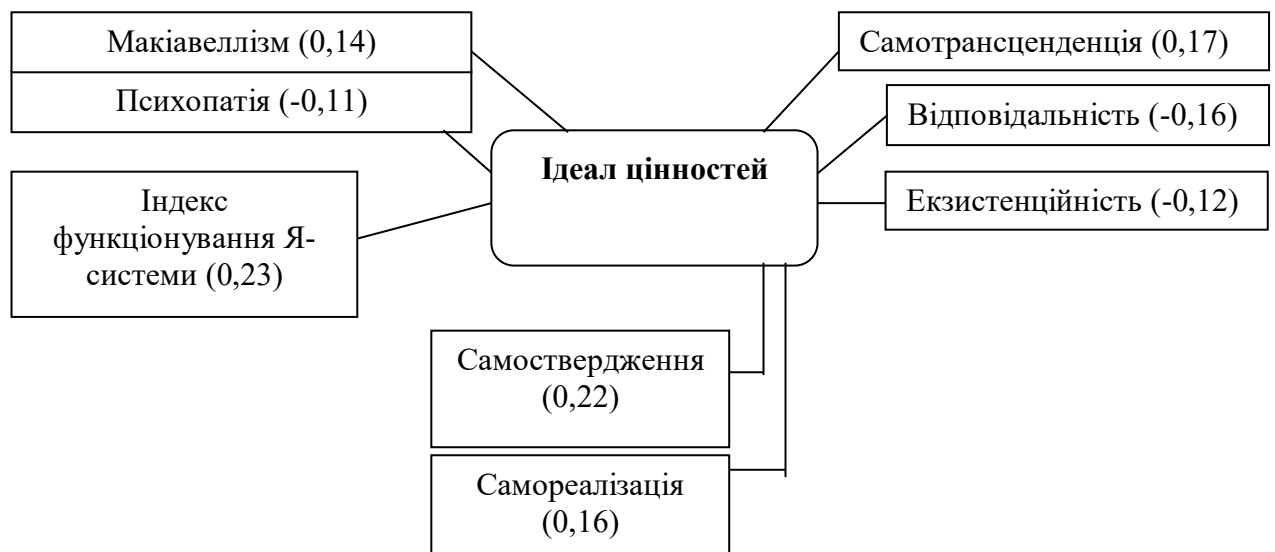 Макіавеллізм (0,14)
Психопатія (-0,11)
Індекс
функціонування Я-
системи (0,23)
Ідеал цінностей
Самотрансценденція (0,17)
Відповідальність (-0,16)
Екзистенційність (-0,12)
Самоствердження
(0,22)
Самореалізація
(0,16)